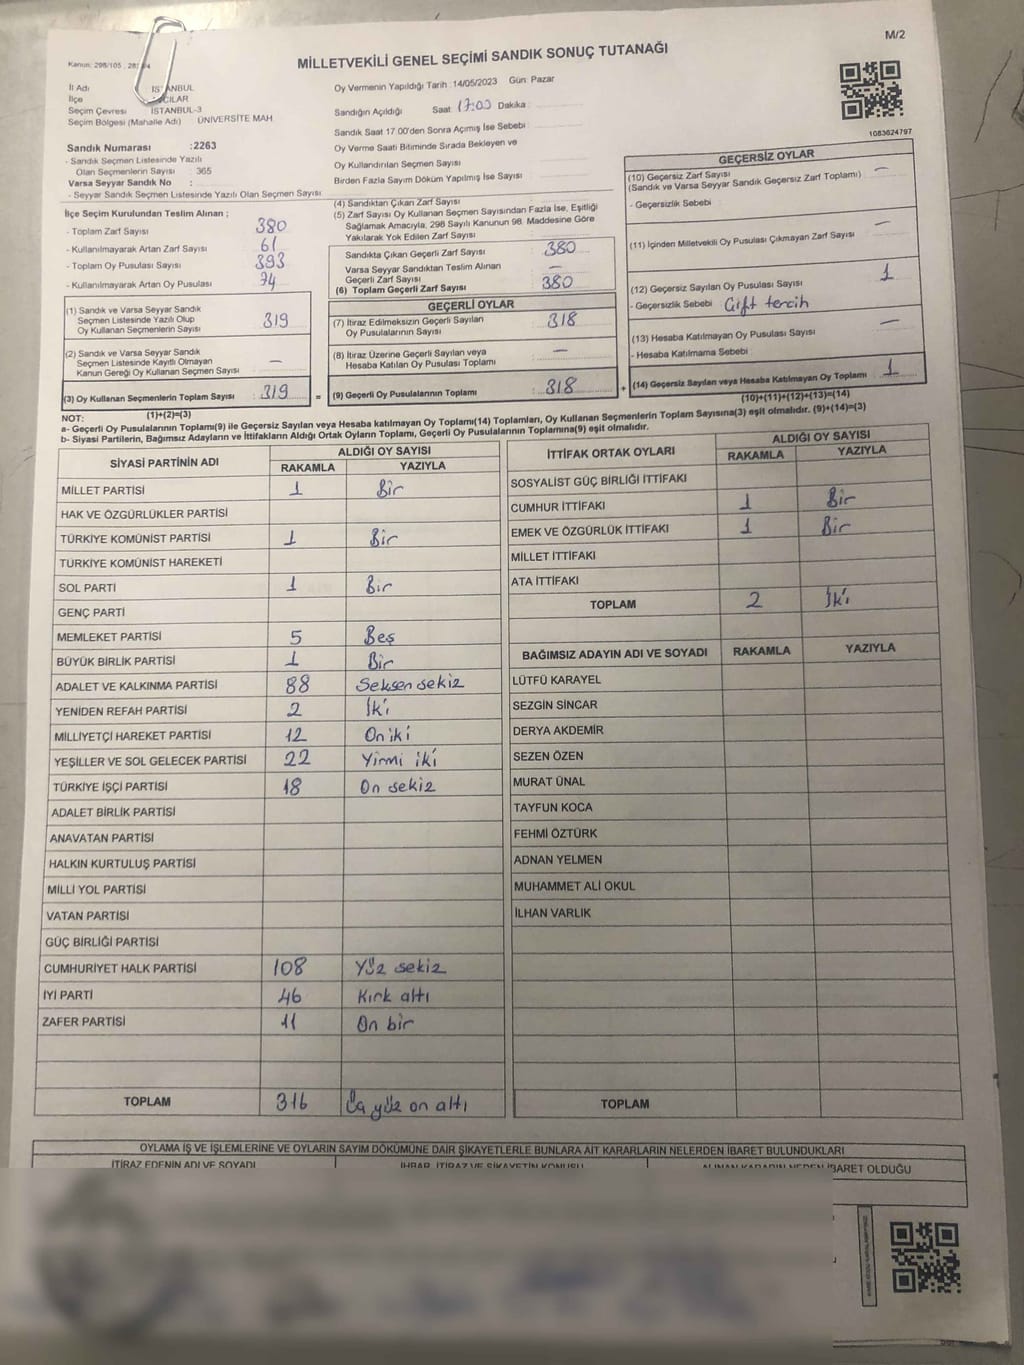 M/2
MİLLETVEKİLİ GENEL SEÇİMİ SANDIK SONUÇ TUTANAĞI
Kanun: 298/105
İl Adı İSTANBUL
İlçe
Seçim Çevresi İSTANBUL-3
Seçim Bölgesi (Mahalle Adı) ÜNİVERSİTE MAH
Sandık Numarası :2263
- Sandık Seçmen Listesinde Yazılı
Olan Seçmenlerin Sayısı : 365
Varsa Seyyar Sandık No :
- Seyyar Sandık Seçmen Listesinde Yazılı Olan Seçmen Sayısı
Oy Vermenin Yapıldığı Tarih :14/05/2023 Gün: Pazar
Sandığın Açıldığı Saat: 17:00 Dakika:
Sandık Saat 17.00'den Sonra Açımış İse Sebebi
Oy Verme Saati Bitiminde Sırada Bekleyen ve
Oy Kullandırılan Seçmen Sayısı
Birden Fazla Sayım Döküm Yapılmış İse Sayısı
1083624797
İlçe Seçim Kurulundan Teslim Alınan ;
- Toplam Zarf Sayısı : 380
- Kullanılmayarak Artan Zarf Sayısı : 61
- Toplam Oy Pusulası Sayısı : 393
- Kullanılmayarak Artan Oy Pusulası : 74
(1) Sandık ve Varsa Seyyar Sandık
Seçmen Listesinde Yazılı Olup
Oy Kullanan Seçmenlerin Sayısı : 319
(2) Sandık ve Varsa Seyyar Sandık
Seçmen Listesinde Kayıtlı Olmayan
Kanun Gereği Oy Kullanan Seçmen Sayısı : —
(3) Oy Kullanan Seçmenlerin Toplam Sayısı : 319 =
(1)+(2)=(3)
(4) Sandıktan Çıkan Zarf Sayısı
(5) Zarf Sayısı Oy Kullanan Seçmen Sayısından Fazla İse, Eşitliği
Sağlamak Amacıyla, 298 Sayılı Kanunun 98. Maddesine Göre
Yakılarak Yok Edilen Zarf Sayısı
Sandıkta Çıkan Geçerli Zarf Sayısı : 380
Varsa Seyyar Sandıktan Teslim Alınan
Geçerli Zarf Sayısı : —
(6) Toplam Geçerli Zarf Sayısı : 380
GEÇERLİ OYLAR
(7) İtiraz Edilmeksizin Geçerli Sayılan
Oy Pusulalarının Sayısı : 318
(8) İtiraz Üzerine Geçerli Sayılan veya
Hesaba Katılan Oy Pusulası Toplamı : —
(9) Geçerli Oy Pusulalarının Toplamı : 318 +
GEÇERSİZ OYLAR
(10) Geçersiz Zarf Sayısı : —
(Sandık ve Varsa Seyyar Sandık Geçersiz Zarf Toplamı)
- Geçersizlik Sebebi :
(11) İçinden Milletvekili Oy Pusulası Çıkmayan Zarf Sayısı : —
(12) Geçersiz Sayılan Oy Pusulası Sayısı : 1
- Geçersizlik Sebebi : Çift tercih
(13) Hesaba Katılmayan Oy Pusulası Sayısı : —
- Hesaba Katılmama Sebebi :
(14) Geçersiz Sayılan veya Hesaba Katılmayan Oy Toplamı : 1
(10)+(11)+(12)+(13)=(14)
NOT:
a- Geçerli Oy Pusulalarının Toplamı(9) ile Geçersiz Sayılan veya Hesaba katılmayan Oy Toplamı(14) Toplamları, Oy Kullanan Seçmenlerin Toplam Sayısına(3) eşit olmalıdır. (9)+(14)=(3)
b- Siyasi Partilerin, Bağımsız Adayların ve İttifakların Aldığı Ortak Oyların Toplamı, Geçerli Oy Pusulalarının Toplamına(9) eşit olmalıdır.
SİYASİ PARTİNİN ADI ALDIĞI OY SAYISI
RAKAMLA YAZIYLA
MİLLET PARTİSİ 1 Bir
HAK VE ÖZGÜRLÜKLER PARTİSİ
TÜRKİYE KOMÜNİST PARTİSİ 1 Bir
TÜRKİYE KOMÜNİST HAREKETİ
SOL PARTİ 1 Bir
GENÇ PARTİ
MEMLEKET PARTİSİ 5 Beş
BÜYÜK BİRLİK PARTİSİ 1 Bir
ADALET VE KALKINMA PARTİSİ 88 Seksen sekiz
YENİDEN REFAH PARTİSİ 2 İki
MİLLİYETÇİ HAREKET PARTİSİ 12 On iki
YEŞİLLER VE SOL GELECEK PARTİSİ 22 Yirmi iki
TÜRKİYE İŞÇİ PARTİSİ 18 On sekiz
ADALET BİRLİK PARTİSİ
ANAVATAN PARTİSİ
HALKIN KURTULUŞ PARTİSİ
MİLLİ YOL PARTİSİ
VATAN PARTİSİ
GÜÇ BİRLİĞİ PARTİSİ
CUMHURİYET HALK PARTİSİ 108 Yüz sekiz
İYİ PARTİ 46 Kırk altı
ZAFER PARTİSİ 11 On bir
TOPLAM 316 Üç yüz on altı
İTTİFAK ORTAK OYLARI ALDIĞI OY SAYISI
RAKAMLA YAZIYLA
SOSYALİST GÜÇ BİRLİĞİ İTTİFAKI
CUMHUR İTTİFAKI 1 Bir
EMEK VE ÖZGÜRLÜK İTTİFAKI 1 Bir
MİLLET İTTİFAKI
ATA İTTİFAKI
TOPLAM 2 İki
BAĞIMSIZ ADAYIN ADI VE SOYADI RAKAMLA YAZIYLA
LÜTFÜ KARAYEL
SEZGİN SİNCAR
DERYA AKDEMİR
SEZEN ÖZEN
MURAT ÜNAL
TAYFUN KOCA
FEHMİ ÖZTÜRK
ADNAN YELMEN
MUHAMMET ALİ OKUL
İLHAN VARLIK
TOPLAM
OYLAMA İŞ VE İŞLEMLERİNE VE OYLARIN SAYIM DÖKÜMÜNE DAİR ŞİKAYETLERLE BUNLARA AİT KARARLARIN NELERDEN İBARET BULUNDUKLARI
İTİRAZ EDENİN ADI VE SOYADI İHBAR, İTİRAZ VE ŞİKAYETİN KONUSU ALINAN KARARIN NEDEN İBARET OLDUĞU